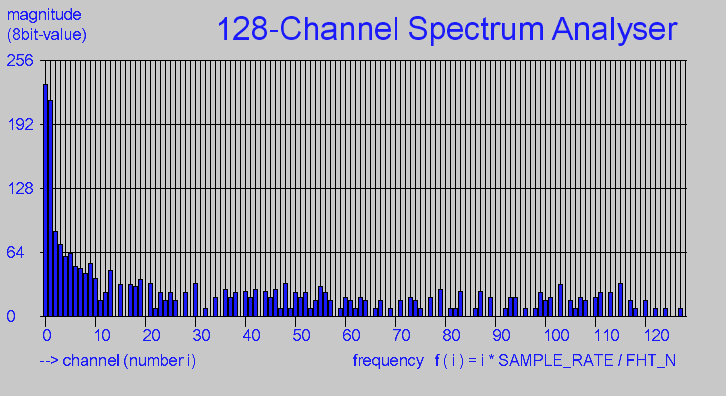 magnitude
(8bit-value)
128-Channel Spectrum Analyser
256
192
128
64
0
0 10 20 30 40 50 60 70 80 90 100 110 120
--> channel (number i)
frequency f ( i ) = i * SAMPLE_RATE / FHT_N